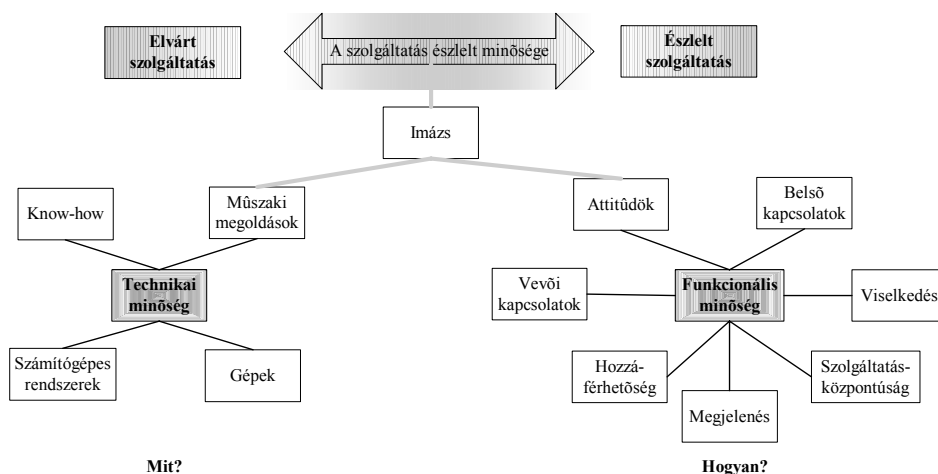 Elvárt
szolgáltatás
A szolgáltatás észlelt minõsége
Észlelt
szolgáltatás
Imázs
Know-how
Mûszaki
megoldások
Attitûdök
Belsõ
kapcsolatok
Technikai
minõség
Vevõi
kapcsolatok
Funkcionális
minõség
Viselkedés
Számítógépes
rendszerek
Gépek
Hozzá-
férhetõség
Megjelenés
Szolgáltatás-
központúság
Mit?
Hogyan?